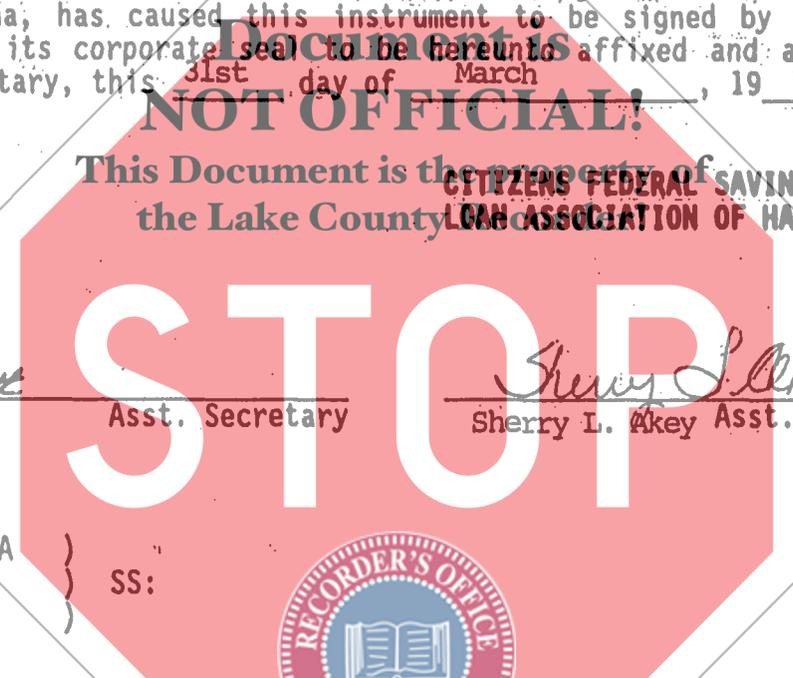 a, has caused this instrument to be signed by
its corporate seal to be hereunto affixed and a
tary, this 31st day of March, 19
Document is
NOT OFFICIAL!
This Document is the property of
the Lake County Recorder!
CITIZENS FEDERAL SAVIN
LOAN ASSOCIATION OF HA
STOP
Sherry L.
Asst. Secretary
Sherry L. Akey Asst.
A )
) SS:
)
RECORDER'S OFFICE